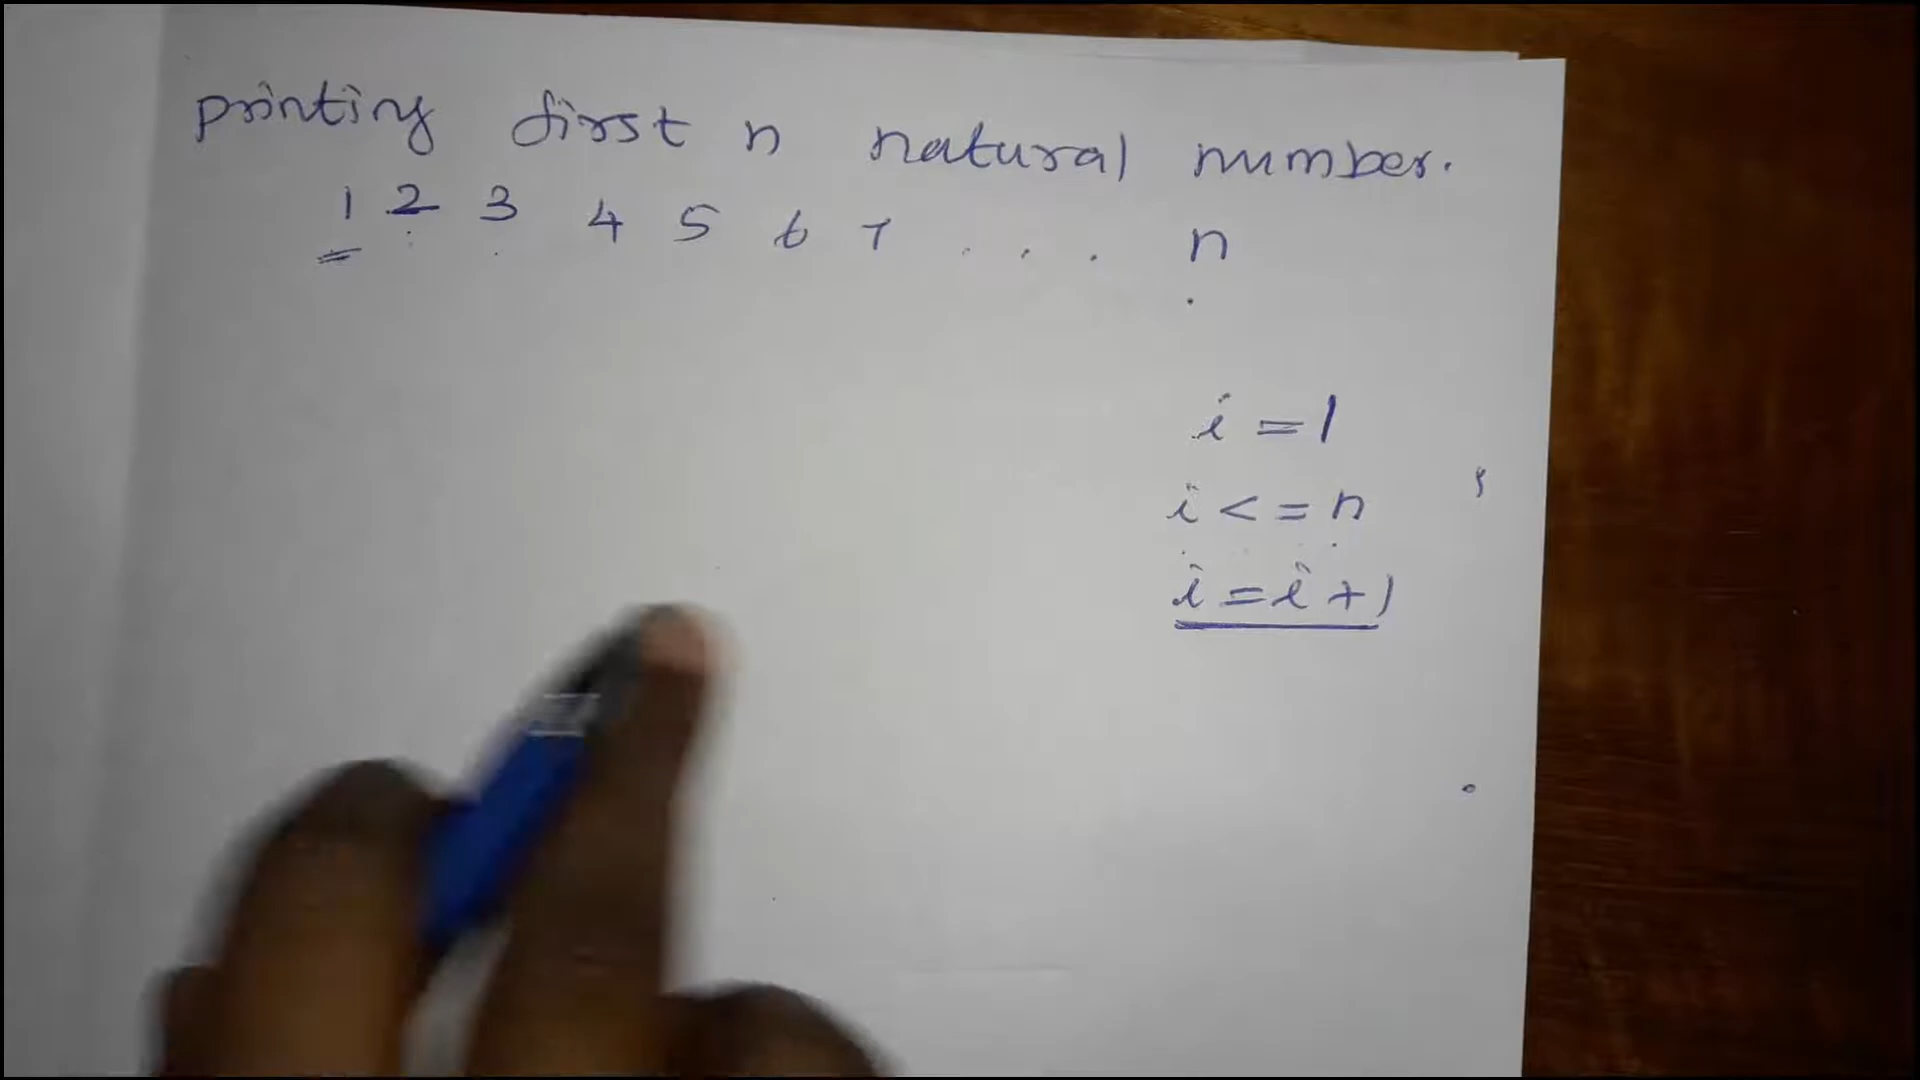 printing first n natural number.
1 2 3 4 5 6 7 . . . n
i = 1
i < = n
i = i + 1